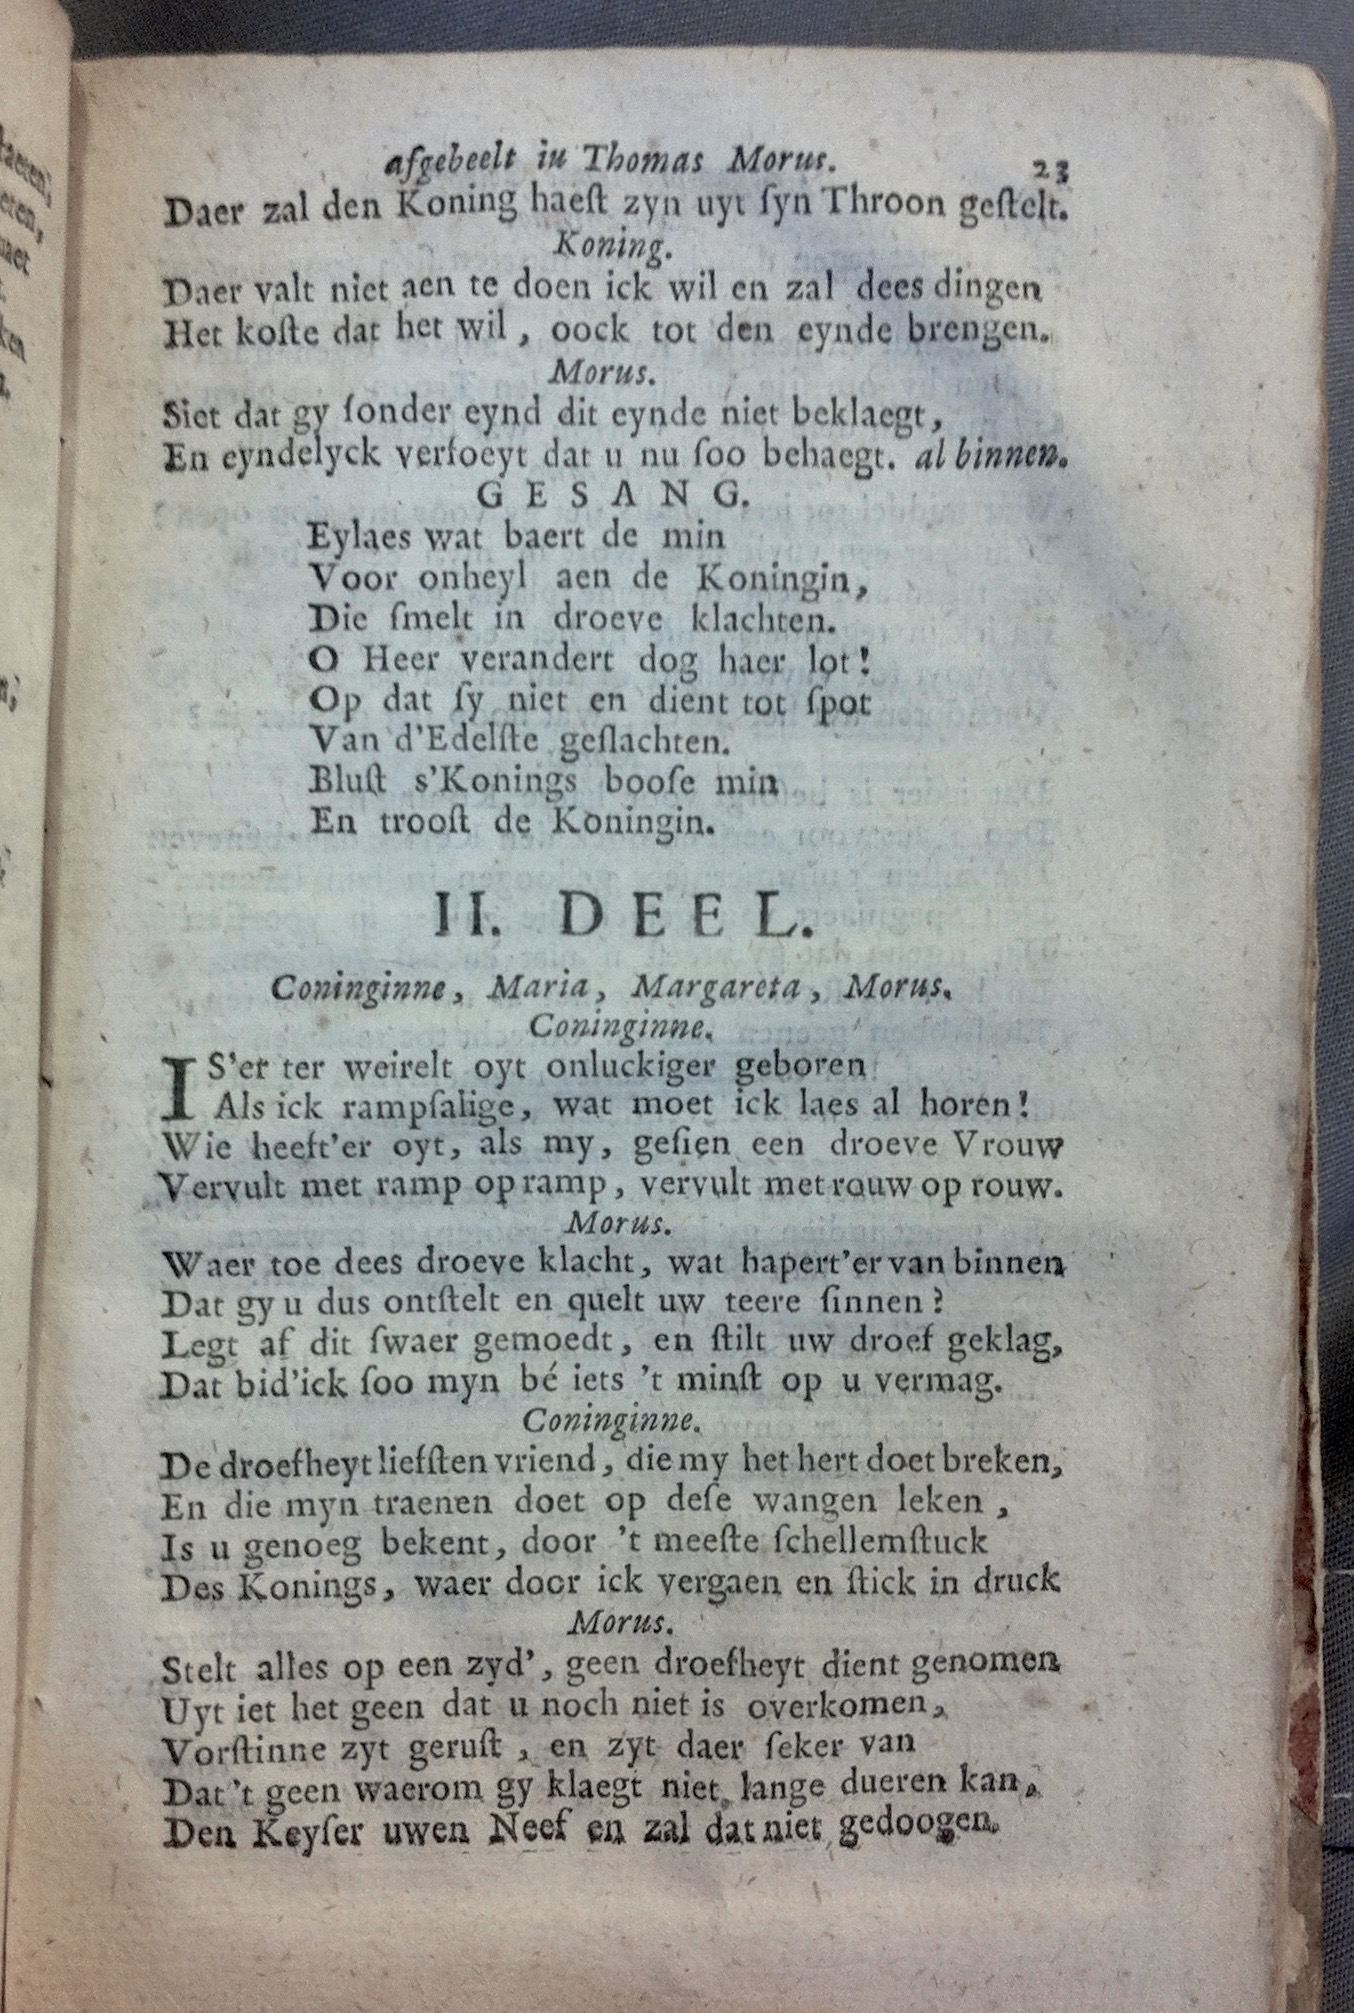 afgebeelt in Thomas Morus. 23
Daer zal den Koning haeſt zyn uyt ſyn Throon geſtelt.
Koning.
Daer valt niet aen te doen ick wil en zal dees dingen
Het koſte dat het wil, oock tot den eynde brengen.
Morus.
Siet dat gy ſonder eynd dit eynde niet beklaegt,
En eyndelyck verfoeyt dat u nu ſoo behaegt. al binnen.
GESANG.
Eylaes wat baert de min
Voor onheyl aen de Koningin,
Die ſmelt in droeve klachten.
O Heer verandert dog haer lot!
Op dat ſy niet en dient tot ſpot
Van d'Edelſte geſlachten.
Bluſt s'Konings booſe min
En trooſt de Koningin.
II. DEEL.
Coninginne, Maria, Margareta, Morus.
Coninginne.
IS'er ter weirelt oyt onluckiger geboren
Als ick rampſalige, wat moet ick laes al horen!
Wie heeft'er oyt, als my, geſien een droeve Vrouw
Vervult met ramp op ramp, vervult met rouw op rouw.
Morus.
Waer toe dees droeve klacht, wat hapert'er van binnen
Dat gy u dus ontſtelt en quelt uw teere ſinnen?
Legt af dit ſwaer gemoedt, en ſtilt uw droef geklag,
Dat bid'ick ſoo myn bé iets 't minſt op u vermag.
Coninginne.
De droefheyt liefſten vriend, die my het hert doet breken,
En die myn traenen doet op deſe wangen leken,
Is u genoeg bekent, door 't meeſte ſchellemſtuck
Des Konings, waer door ick vergaen en ſtick in druck
Morus.
Stelt alles op een zyd', geen droefheyt dient genomen
Uyt iet het geen dat u noch niet is overkomen,
Vorſtinne zyt geruſt, en zyt daer ſeker van
Dat 't geen waerom gy klaegt niet lange dueren kan,
Den Keyſer uwen Neef en zal dat niet gedoogen.